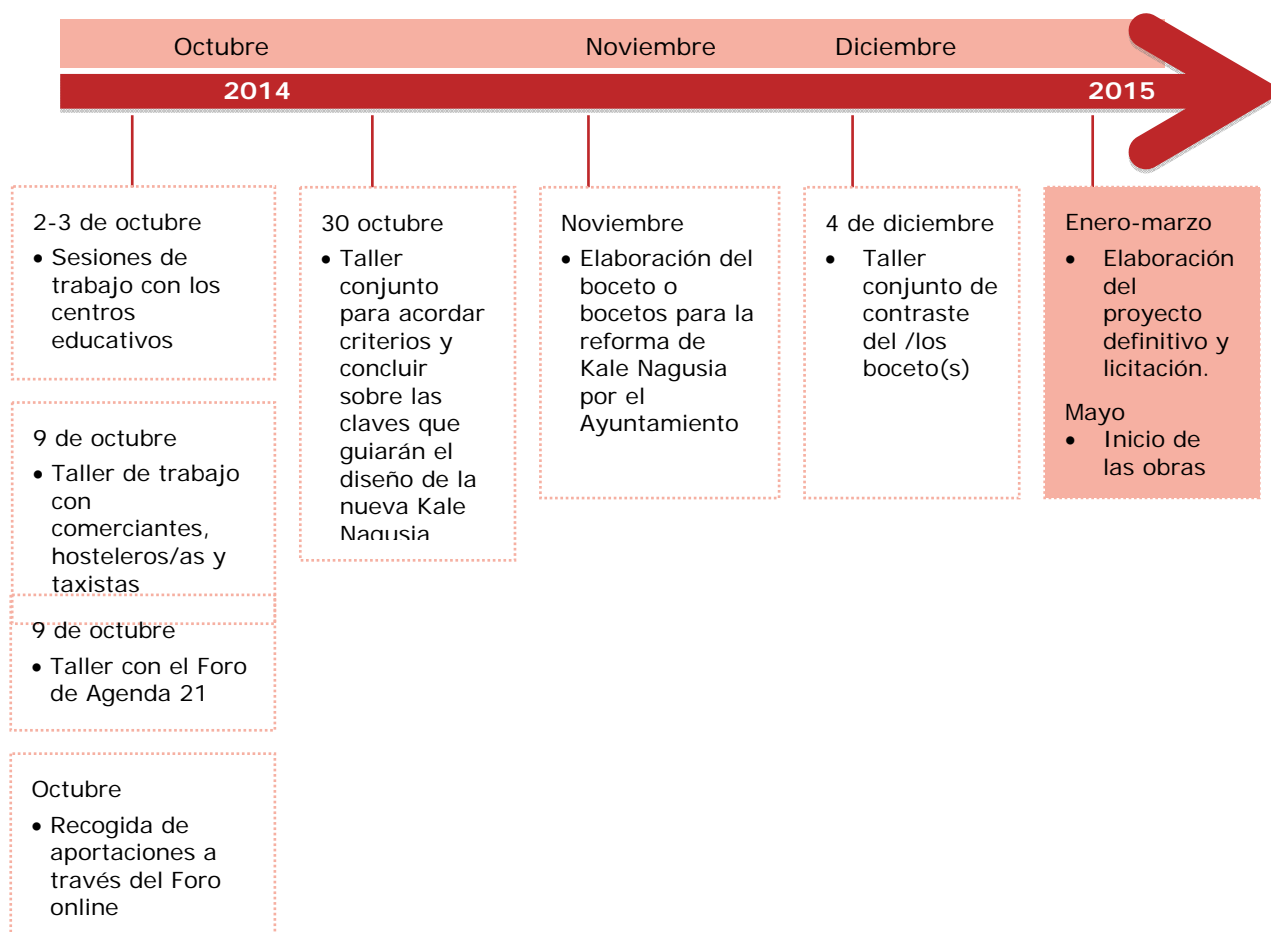 Octubre Noviembre Diciembre
2014 2015
2-3 de octubre
• Sesiones de
trabajo con los
centros
educativos
9 de octubre
• Taller de trabajo
con
comerciantes,
hosteleros/as y
taxistas
9 de octubre
• Taller con el Foro
de Agenda 21
Octubre
• Recogida de
aportaciones a
través del Foro
online
30 octubre
• Taller
conjunto
para acordar
criterios y
concluir
sobre las
claves que
guiarán el
diseño de la
nueva Kale
Nagusia
Noviembre
• Elaboración del
boceto o
bocetos para la
reforma de
Kale Nagusia
por el
Ayuntamiento
4 de diciembre
• Taller
conjunto de
contraste
del /los
boceto(s)
Enero-marzo
• Elaboración
del
proyecto
definitivo y
licitación.
Mayo
• Inicio de
las obras